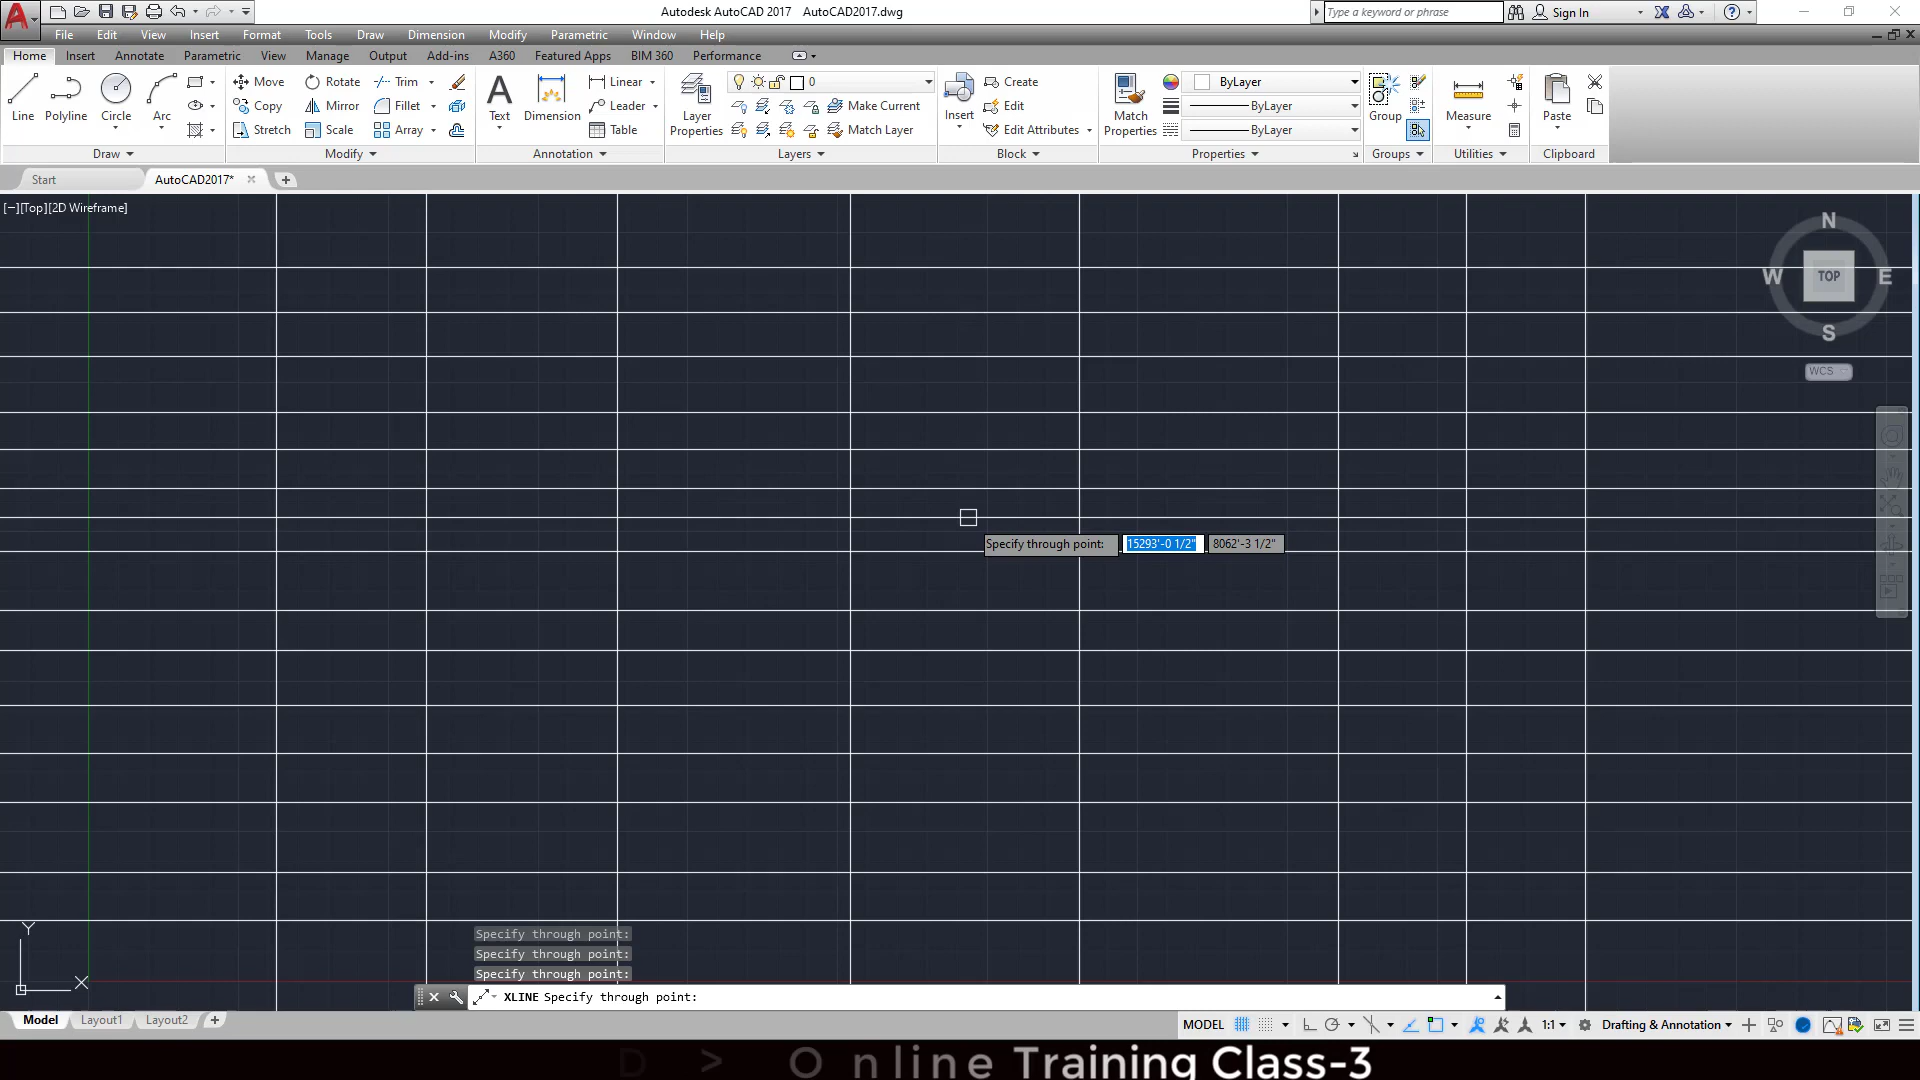 Autodesk AutoCAD 2017 AutoCAD2017.dwg
Type a keyword or phrase
Sign In
File Edit View Insert Format Tools Draw Dimension Modify Parametric Window Help
Home Insert Annotate Parametric View Manage Output Add-ins A360 Featured Apps BIM 360 Performance
Line Polyline Circle Arc
Draw
Move Rotate Trim
Copy Mirror Fillet
Stretch Scale Array
Modify
Text Dimension
Linear
Leader
Table
Annotation
Layer Properties
0
Make Current
Match Layer
Layers
Insert
Create
Edit
Edit Attributes
Block
Match Properties
ByLayer
ByLayer
ByLayer
Properties
Group
Groups
Measure
Utilities
Paste
Clipboard
Start AutoCAD2017*
[−][Top][2D Wireframe]
N
W TOP E
S
WCS
Specify through point: 15293'-0 1/2" 8062'-3 1/2"
Y
X
Specify through point:
Specify through point:
Specify through point:
XLINE Specify through point:
Model Layout1 Layout2
MODEL 1:1 Drafting & Annotation
D > Online Training Class-3